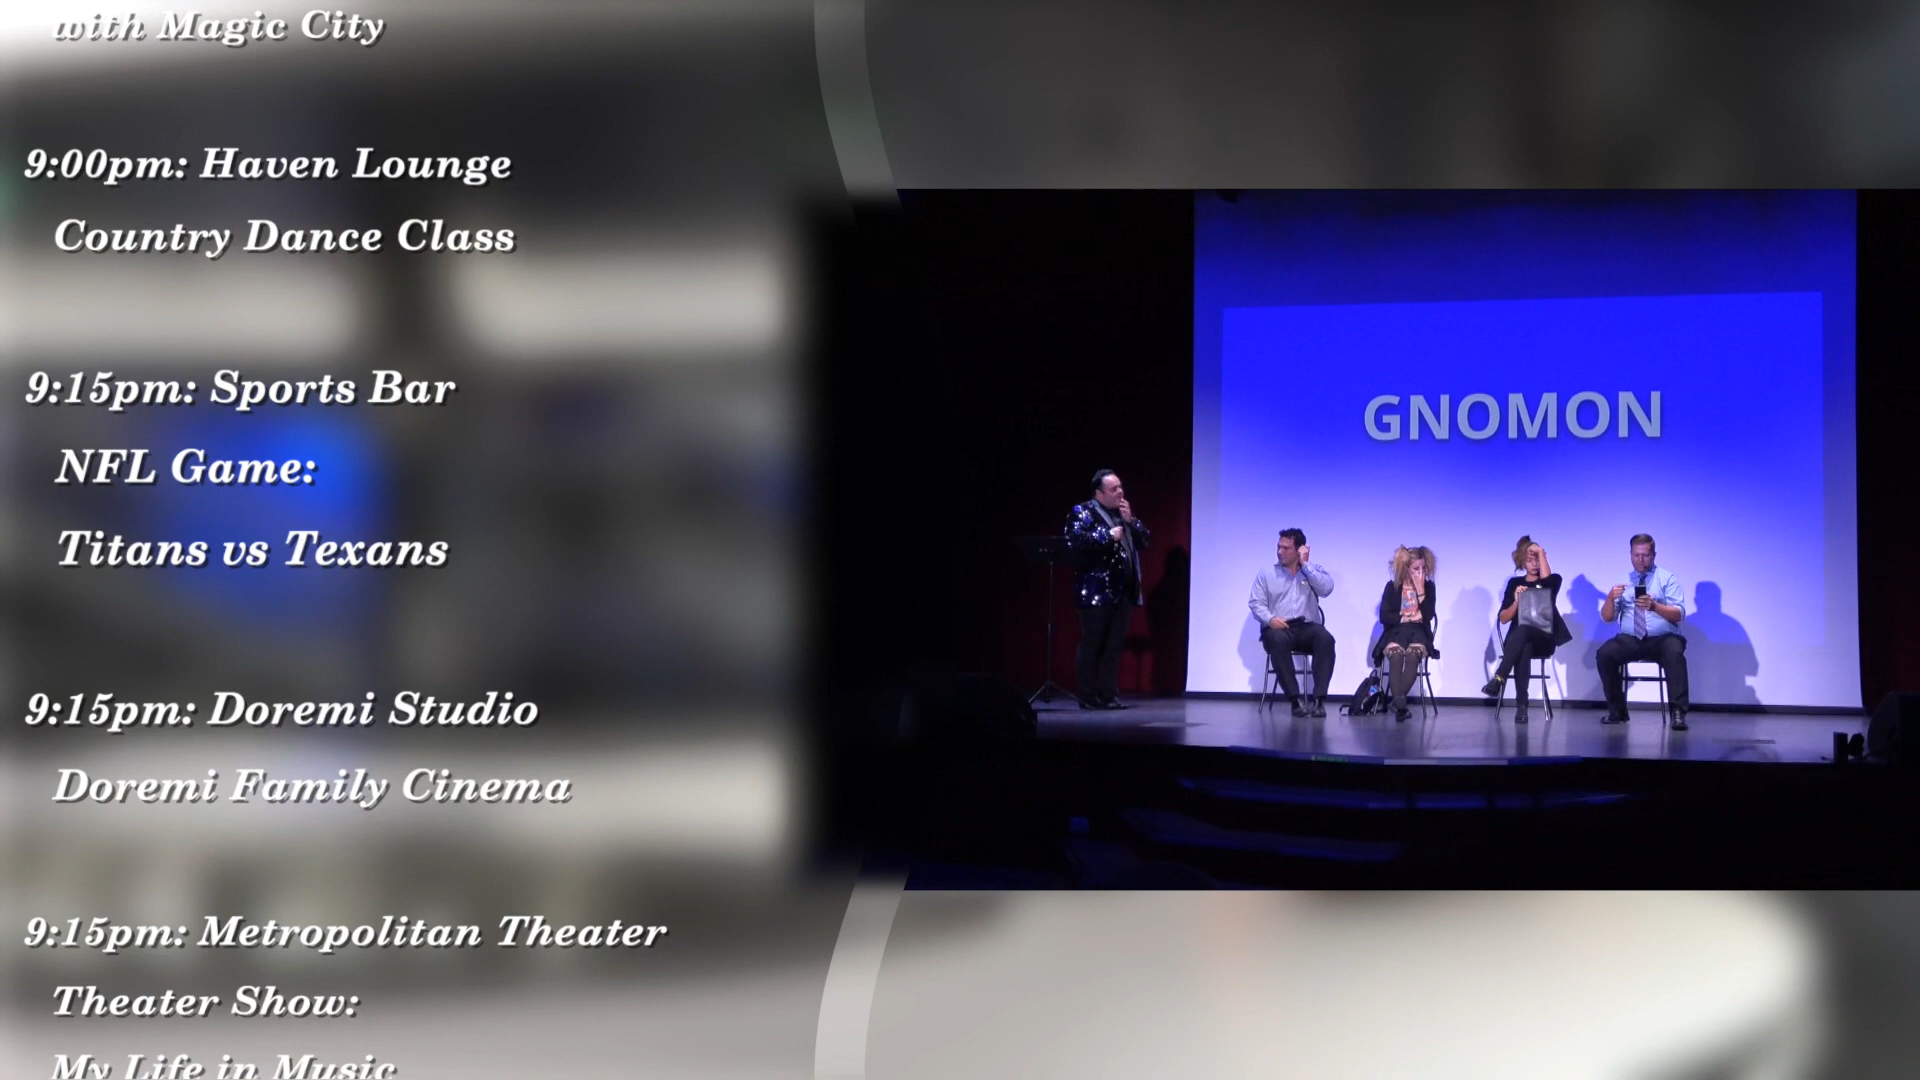 with Magic City
9:00pm: Haven Lounge
Country Dance Class
9:15pm: Sports Bar
NFL Game:
Titans vs Texans
9:15pm: Doremi Studio
Doremi Family Cinema
9:15pm: Metropolitan Theater
Theater Show:
My Life in Music
GNOMON